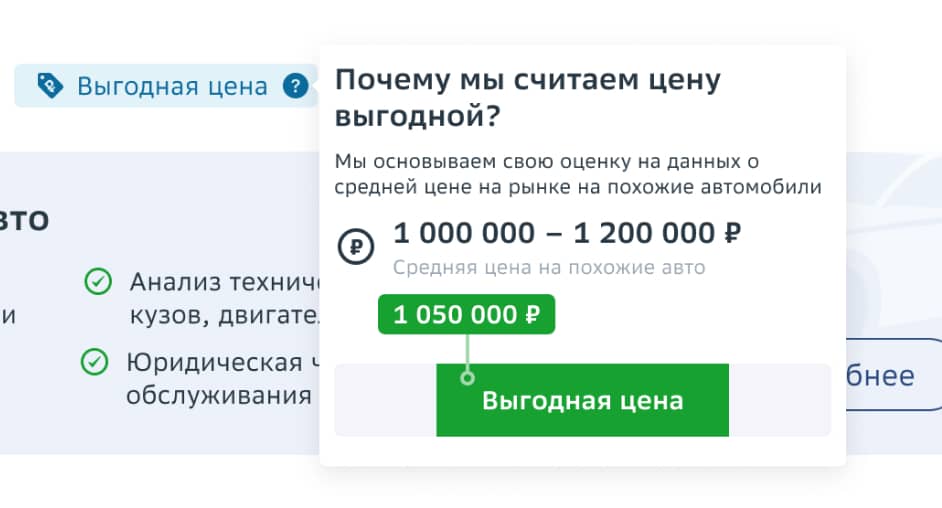 Выгодная цена ?
Почему мы считаем цену
выгодной?
Мы основываем свою оценку на данных о
средней цене на рынке на похожие автомобили
1 000 000 – 1 200 000 ₽
Средняя цена на похожие авто
1 050 000 ₽
Выгодная цена
вто
и
Анализ технич
кузов, двигате
Юридическая ч
обслуживания
бнее